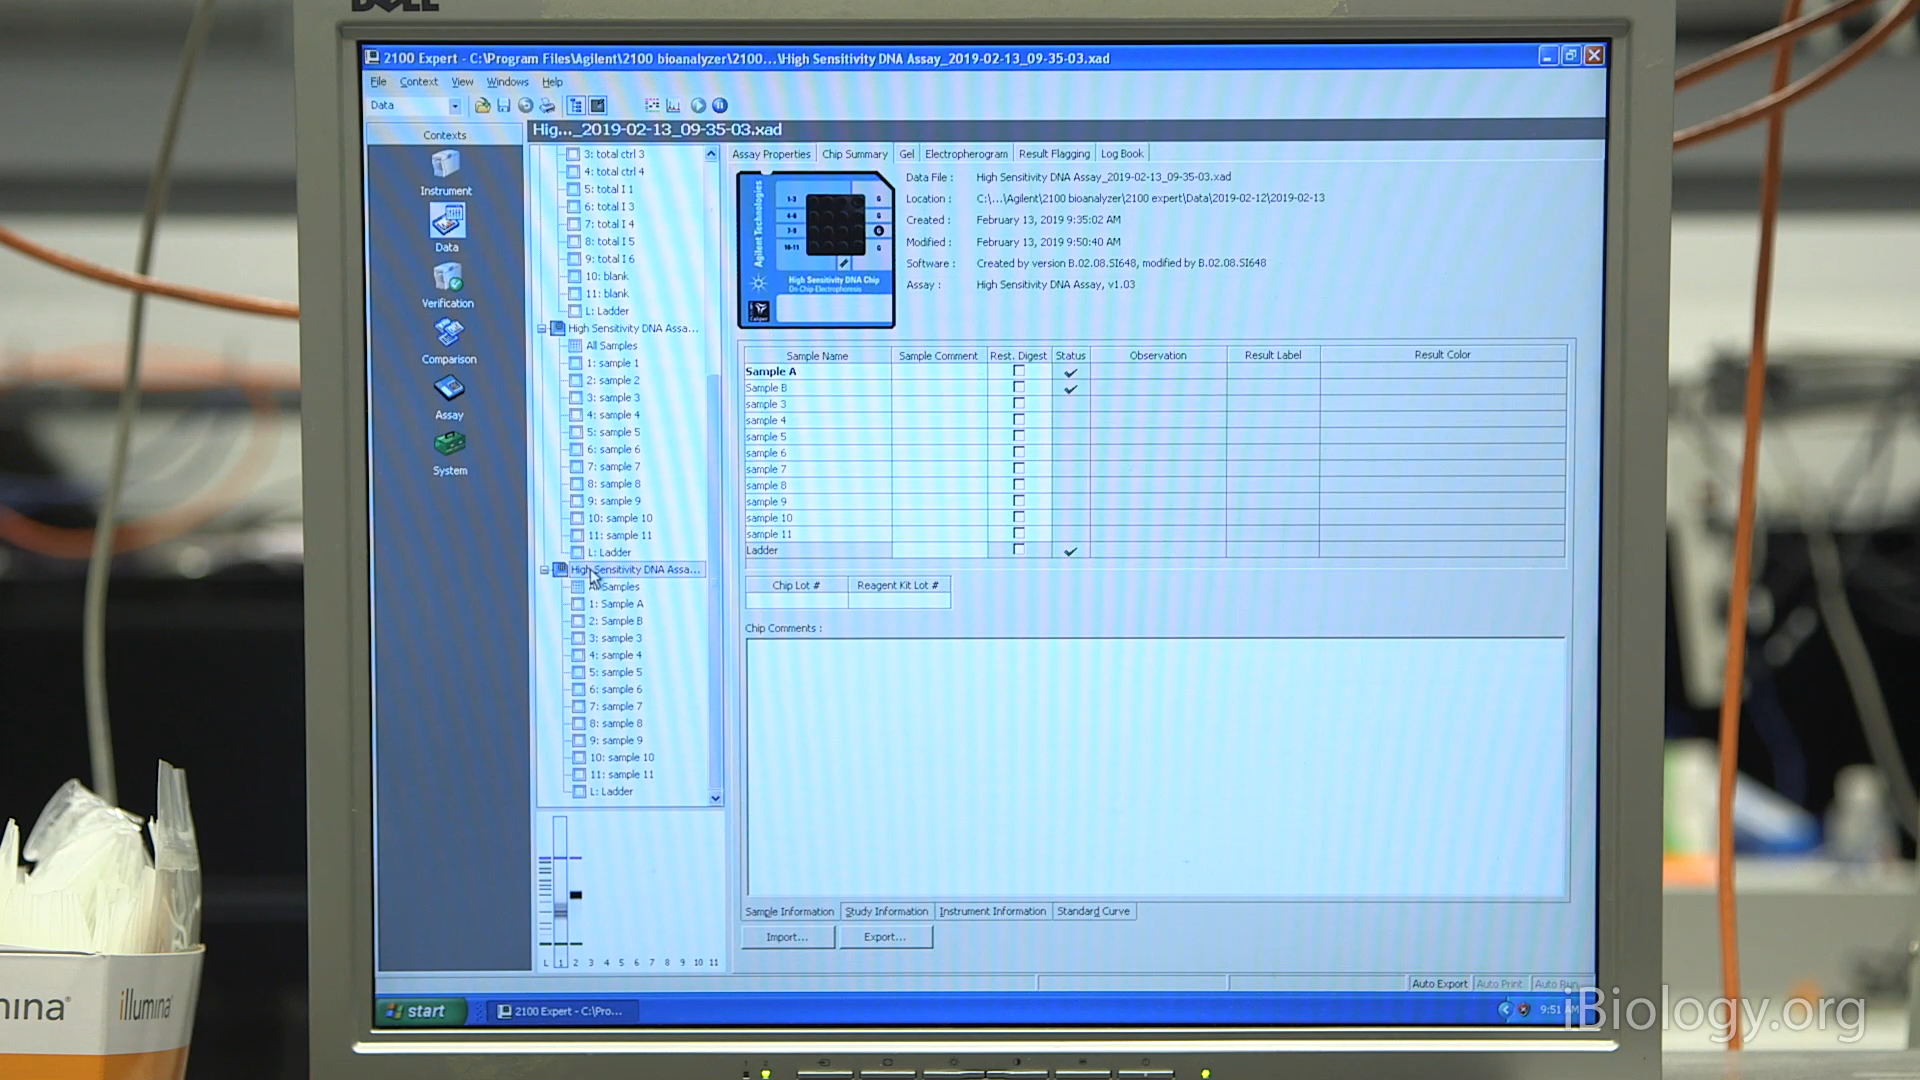 DELL
2100 Expert - C:\Program Files\Agilent\2100 bioanalyzer\2100...\High Sensitivity DNA Assay_2019-02-13_09-35-03.xad
File Context View Windows Help
Data
Contexts
Instrument
Data
Verification
Comparison
Assay
System
Hig..._2019-02-13_09-35-03.xad
3: total ctrl 3
4: total ctrl 4
5: total I 1
6: total I 3
7: total I 4
8: total I 5
9: total I 6
10: blank
11: blank
L: Ladder
High Sensitivity DNA Assa...
All Samples
1: sample 1
2: sample 2
3: sample 3
4: sample 4
5: sample 5
6: sample 6
7: sample 7
8: sample 8
9: sample 9
10: sample 10
11: sample 11
L: Ladder
High Sensitivity DNA Assa...
Samples
1: Sample A
2: Sample B
3: sample 3
4: sample 4
5: sample 5
6: sample 6
7: sample 7
8: sample 8
9: sample 9
10: sample 10
11: sample 11
L: Ladder
L 1 2 3 4 5 6 7 8 9 10 11
Assay Properties Chip Summary Gel Electropherogram Result Flagging Log Book
Agilent Technologies
1-3 G
4-6 G
7-9 G
10-11 G
High Sensitivity DNA Chip
On-Chip-Electrophoresis
Caliper
Data File : High Sensitivity DNA Assay_2019-02-13_09-35-03.xad
Location : C:\...\Agilent\2100 bioanalyzer\2100 expert\Data\2019-02-12\2019-02-13
Created : February 13, 2019 9:35:02 AM
Modified : February 13, 2019 9:50:40 AM
Software : Created by version B.02.08.SI648, modified by B.02.08.SI648
Assay : High Sensitivity DNA Assay, v1.03
Sample Name Sample Comment Rest. Digest Status Observation Result Label Result Color
Sample A
Sample B
sample 3
sample 4
sample 5
sample 6
sample 7
sample 8
sample 9
sample 10
sample 11
Ladder
Chip Lot # Reagent Kit Lot #
Chip Comments :
Sample Information Study Information Instrument Information Standard Curve
Import... Export...
Auto Export Auto Print Auto Run
start 2100 Expert - C:\Pro... 9:51 AM
iBiology.org
illumina